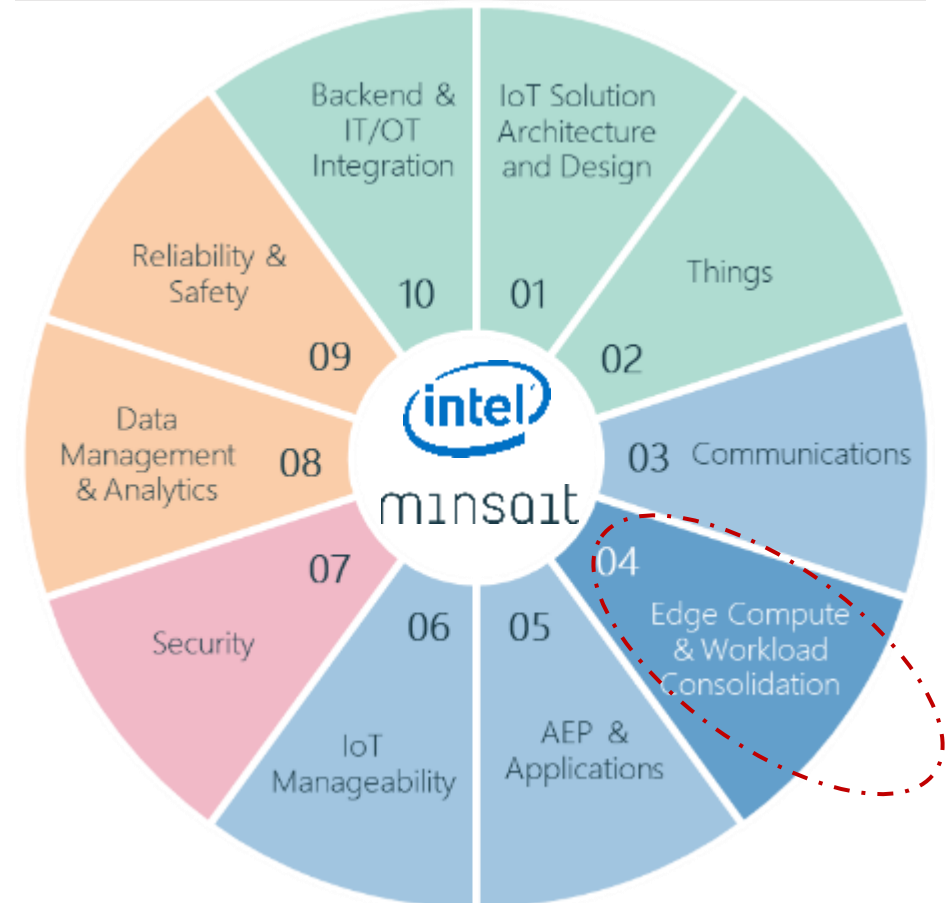 Backend &
IT/OT
Integration
10
IoT Solution
Architecture
and Design
01
Things
02
03 Communications
04
Edge Compute
& Workload
Consolidation
05
AEP &
Applications
06
IoT
Manageability
07
Security
Data
Management
& Analytics
08
Reliability &
Safety
09
intel
minsait